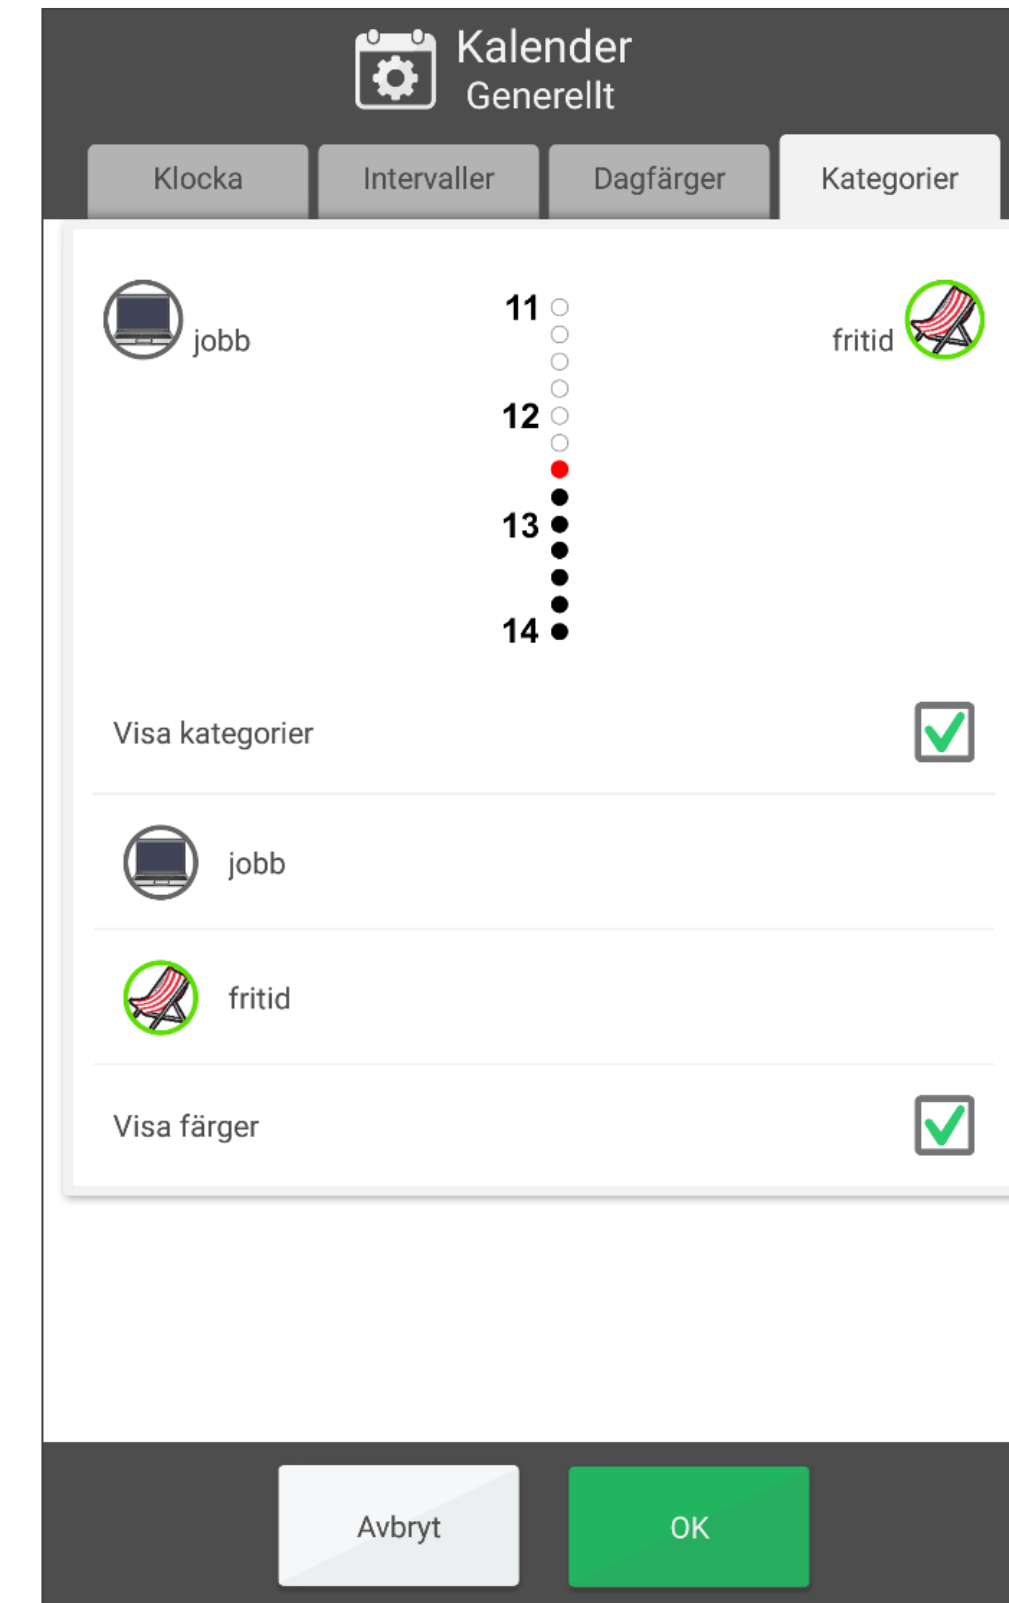 Kalender
Generellt
Klocka Intervaller Dagfärger Kategorier
jobb 11 fritid
12
13
14
Visa kategorier
jobb
fritid
Visa färger
Avbryt OK